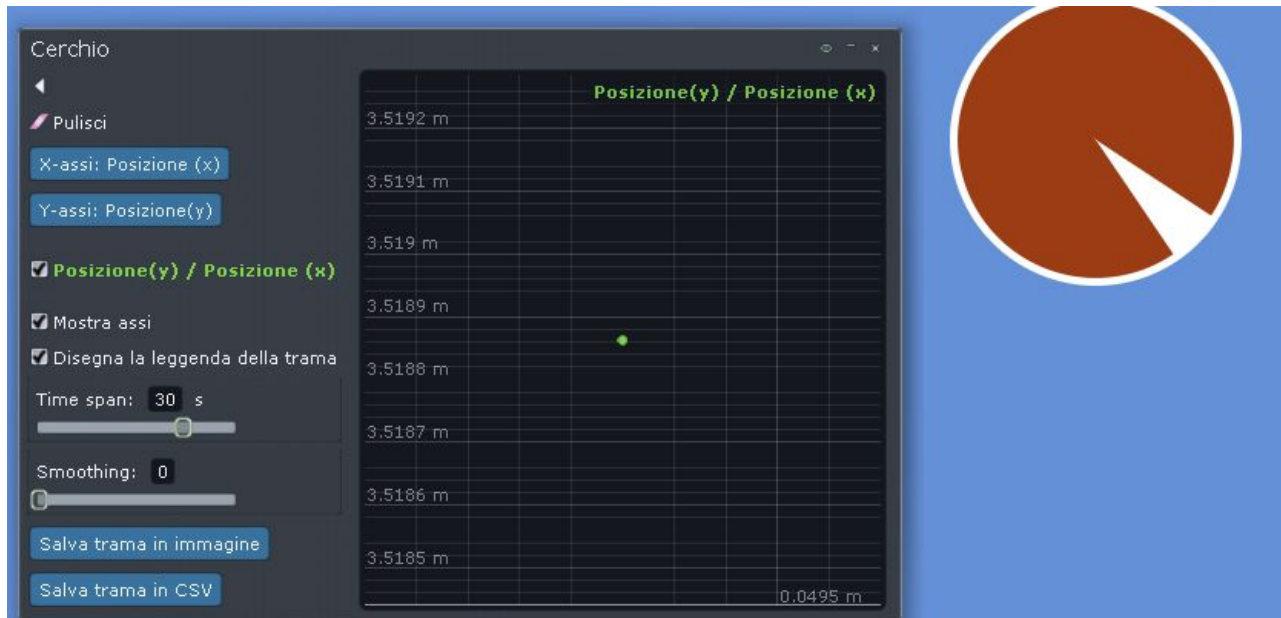 Cerchio
Pulisci
X-assi: Posizione (x)
Y-assi: Posizione(y)
Posizione(y) / Posizione (x)
Mostra assi
Disegna la leggenda della trama
Time span: 30 s
Smoothing: 0
Salva trama in immagine
Salva trama in CSV
Posizione(y) / Posizione (x)
3.5192 m
3.5191 m
3.519 m
3.5189 m
3.5188 m
3.5187 m
3.5186 m
3.5185 m
0.0495 m